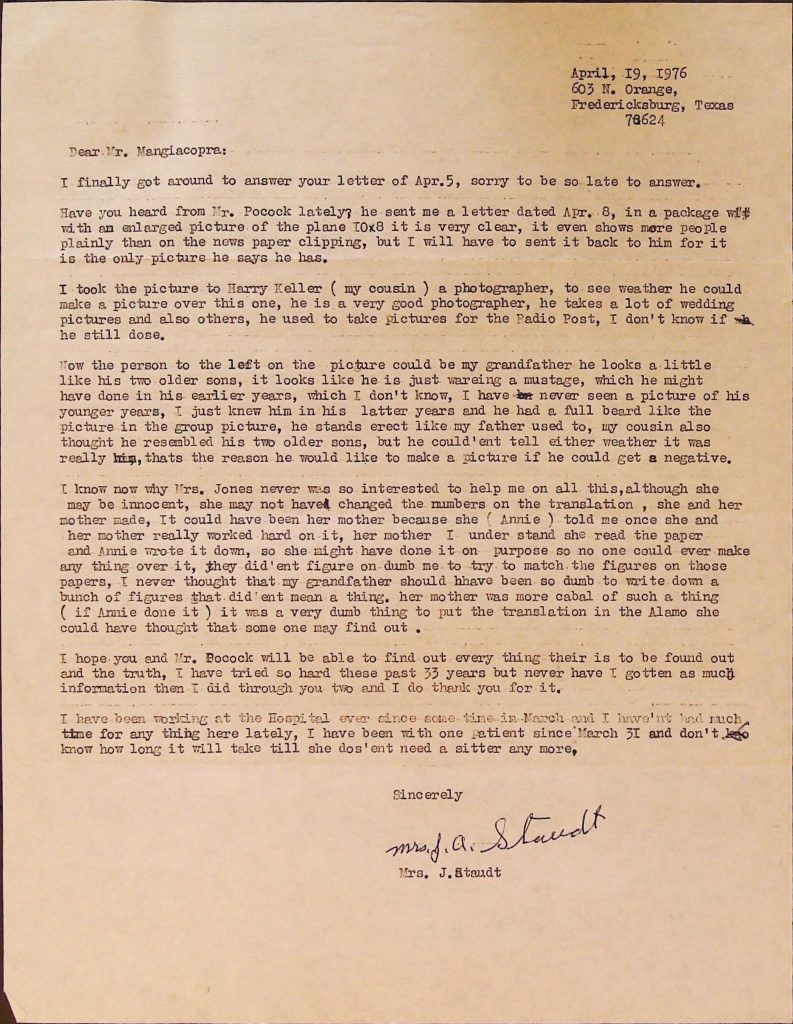 April, 19, 1976
603 N. Orange,
Fredericksburg, Texas
78624
Dear Mr. Mangiacopra:
I finally got around to answer your letter of Apr.5, sorry to be so late to answer.
Have you heard from Mr. Pocock lately? he sent me a letter dated Apr. 8, in a package
with an enlarged picture of the plane I0x8 it is very clear, it even shows more people
plainly than on the news paper clipping, but I will have to sent it back to him for it
is the only picture he says he has.
I took the picture to Harry Keller ( my cousin ) a photographer, to see weather he could
make a picture over this one, he is a very good photographer, he takes a lot of wedding
pictures and also others, he used to take pictures for the Radio Post, I don't know if
he still dose.
Now the person to the left on the picture could be my grandfather he looks a little
like his two older sons, it looks like he is just wareing a mustage, which he might
have done in his earlier years, which I don't know, I have never seen a picture of his
younger years, I just knew him in his latter years and he had a full beard like the
picture in the group picture, he stands erect like my father used to, my cousin also
thought he resembled his two older sons, but he could'ent tell either weather it was
really him, thats the reason he would like to make a picture if he could get a negative.
I know now why Mrs. Jones never was so interested to help me on all this,although she
may be innocent, she may not have changed the numbers on the translation , she and her
mother made, It could have been her mother because she ( Annie ) told me once she and
her mother really worked hard on it, her mother I under stand she read the paper
and Annie wrote it down, so she might have done it on purpose so no one could ever make
any thing over it, they did'ent figure on dumb me to try to match the figures on those
papers, I never thought that my grandfather should hhave been so dumb to write down a
bunch of figures that did'ent mean a thing. her mother was more cabal of such a thing
( if Annie done it ) it was a very dumb thing to put the translation in the Alamo she
could have thought that some one may find out .
I hope you and Mr. Pocock will be able to find out every thing their is to be found out
and the truth, I have tried so hard these past 33 years but never have I gotten as much
information then I did through you two and I do thank you for it.
I have been working at the Hospital ever since some time in March and I have'nt had much
time for any thing here lately, I have been with one patient since March 3I and don't
know how long it will take till she dos'ent need a sitter any more,
Sincerely
Mrs. J. A. Staudt
Mrs. J.Staudt